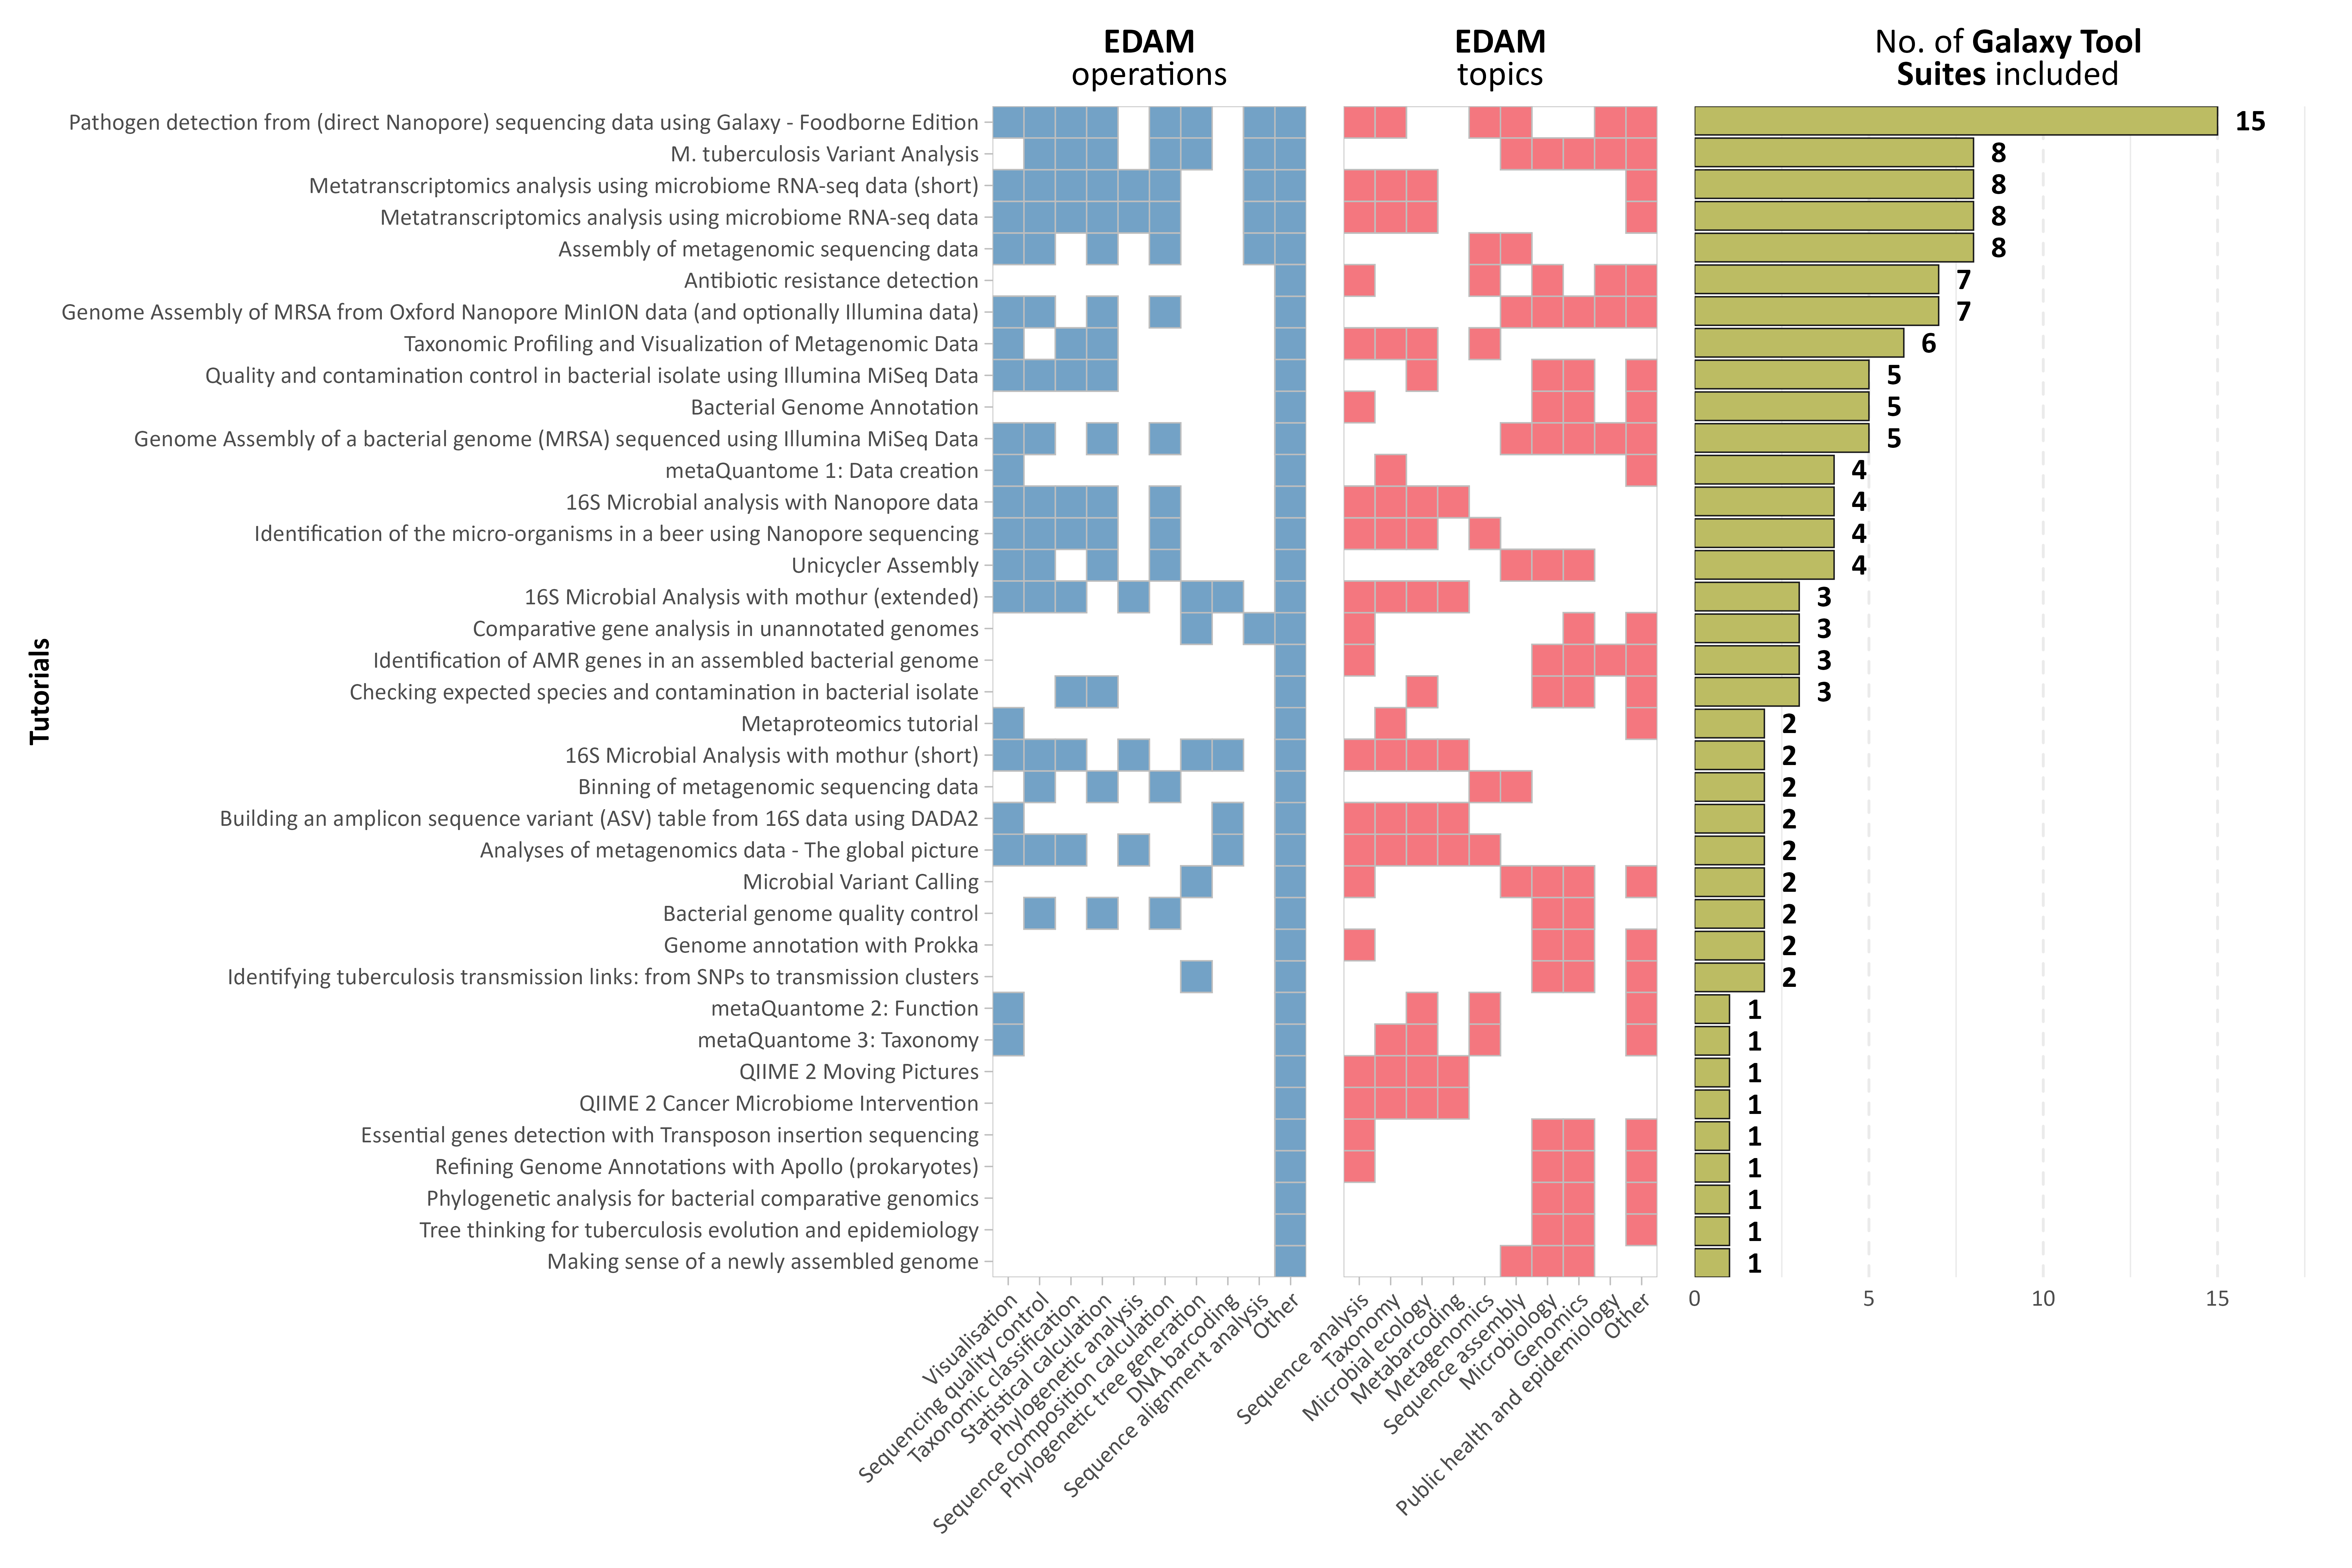 EDAM
operations
EDAM
topics
No. of Galaxy Tool
Suites included
Tutorials
Pathogen detection from (direct Nanopore) sequencing data using Galaxy - Foodborne Edition 15
M. tuberculosis Variant Analysis 8
Metatranscriptomics analysis using microbiome RNA-seq data (short) 8
Metatranscriptomics analysis using microbiome RNA-seq data 8
Assembly of metagenomic sequencing data 8
Antibiotic resistance detection 7
Genome Assembly of MRSA from Oxford Nanopore MinION data (and optionally Illumina data) 7
Taxonomic Profiling and Visualization of Metagenomic Data 6
Quality and contamination control in bacterial isolate using Illumina MiSeq Data 5
Bacterial Genome Annotation 5
Genome Assembly of a bacterial genome (MRSA) sequenced using Illumina MiSeq Data 5
metaQuantome 1: Data creation 4
16S Microbial analysis with Nanopore data 4
Identification of the micro-organisms in a beer using Nanopore sequencing 4
Unicycler Assembly 4
16S Microbial Analysis with mothur (extended) 3
Comparative gene analysis in unannotated genomes 3
Identification of AMR genes in an assembled bacterial genome 3
Checking expected species and contamination in bacterial isolate 3
Metaproteomics tutorial 2
16S Microbial Analysis with mothur (short) 2
Binning of metagenomic sequencing data 2
Building an amplicon sequence variant (ASV) table from 16S data using DADA2 2
Analyses of metagenomics data - The global picture 2
Microbial Variant Calling 2
Bacterial genome quality control 2
Genome annotation with Prokka 2
Identifying tuberculosis transmission links: from SNPs to transmission clusters 2
metaQuantome 2: Function 1
metaQuantome 3: Taxonomy 1
QIIME 2 Moving Pictures 1
QIIME 2 Cancer Microbiome Intervention 1
Essential genes detection with Transposon insertion sequencing 1
Refining Genome Annotations with Apollo (prokaryotes) 1
Phylogenetic analysis for bacterial comparative genomics 1
Tree thinking for tuberculosis evolution and epidemiology 1
Making sense of a newly assembled genome 1
Visualisation
Sequencing quality control
Taxonomic classification
Statistical calculation
Phylogenetic analysis
Sequence composition calculation
Phylogenetic tree generation
DNA barcoding
Sequence alignment analysis
Other
Sequence analysis
Taxonomy
Microbial ecology
Metabarcoding
Metagenomics
Sequence assembly
Microbiology
Genomics
Public health and epidemiology
Other
0 5 10 15